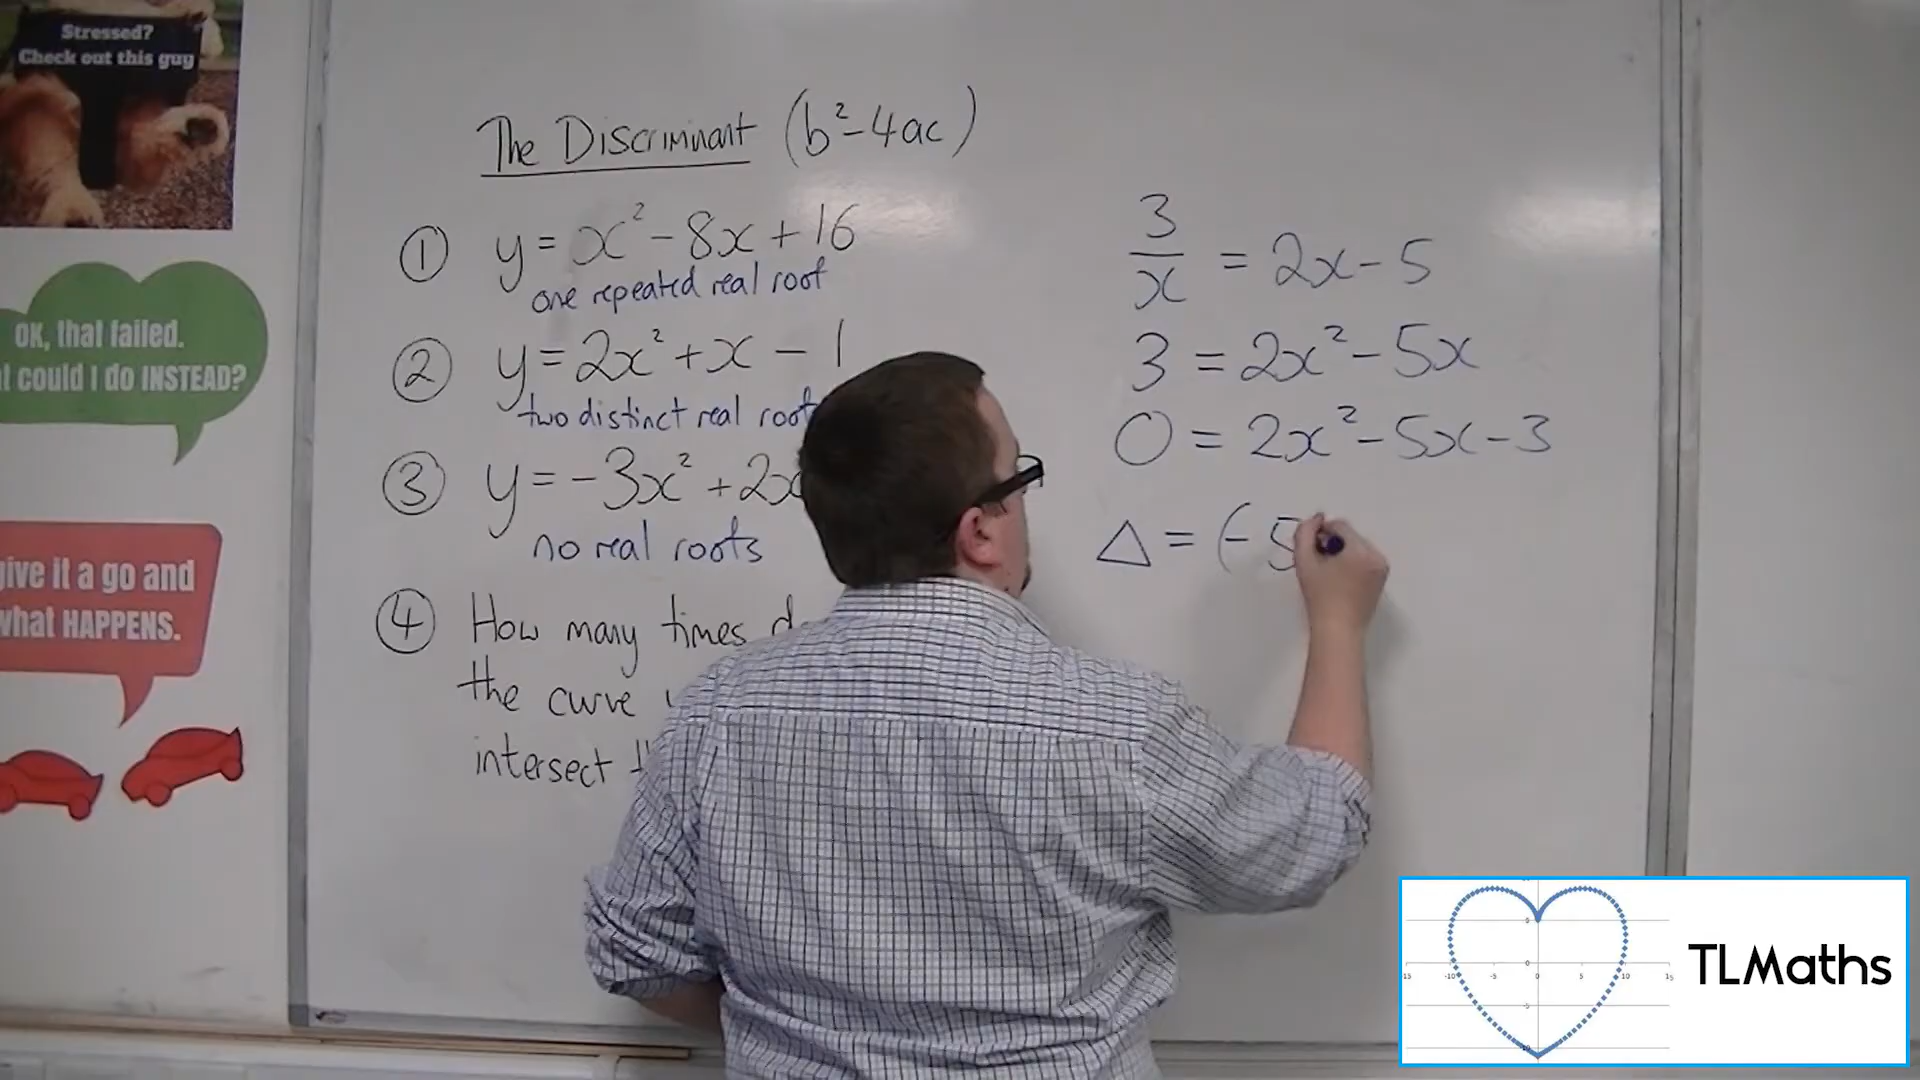 Stressed?
Check out this guy
OK, that failed.
could I do INSTEAD?
give it a go and
what HAPPENS.
The Discriminant (b²-4ac)
① y = x² - 8x + 16
one repeated real root
② y = 2x² + x - 1
two distinct real root
③ y = -3x² + 2x
no real roots
④ How many times
the curve
intersect
3/x = 2x - 5
3 = 2x² - 5x
0 = 2x² - 5x - 3
△ = (-5
TLMaths